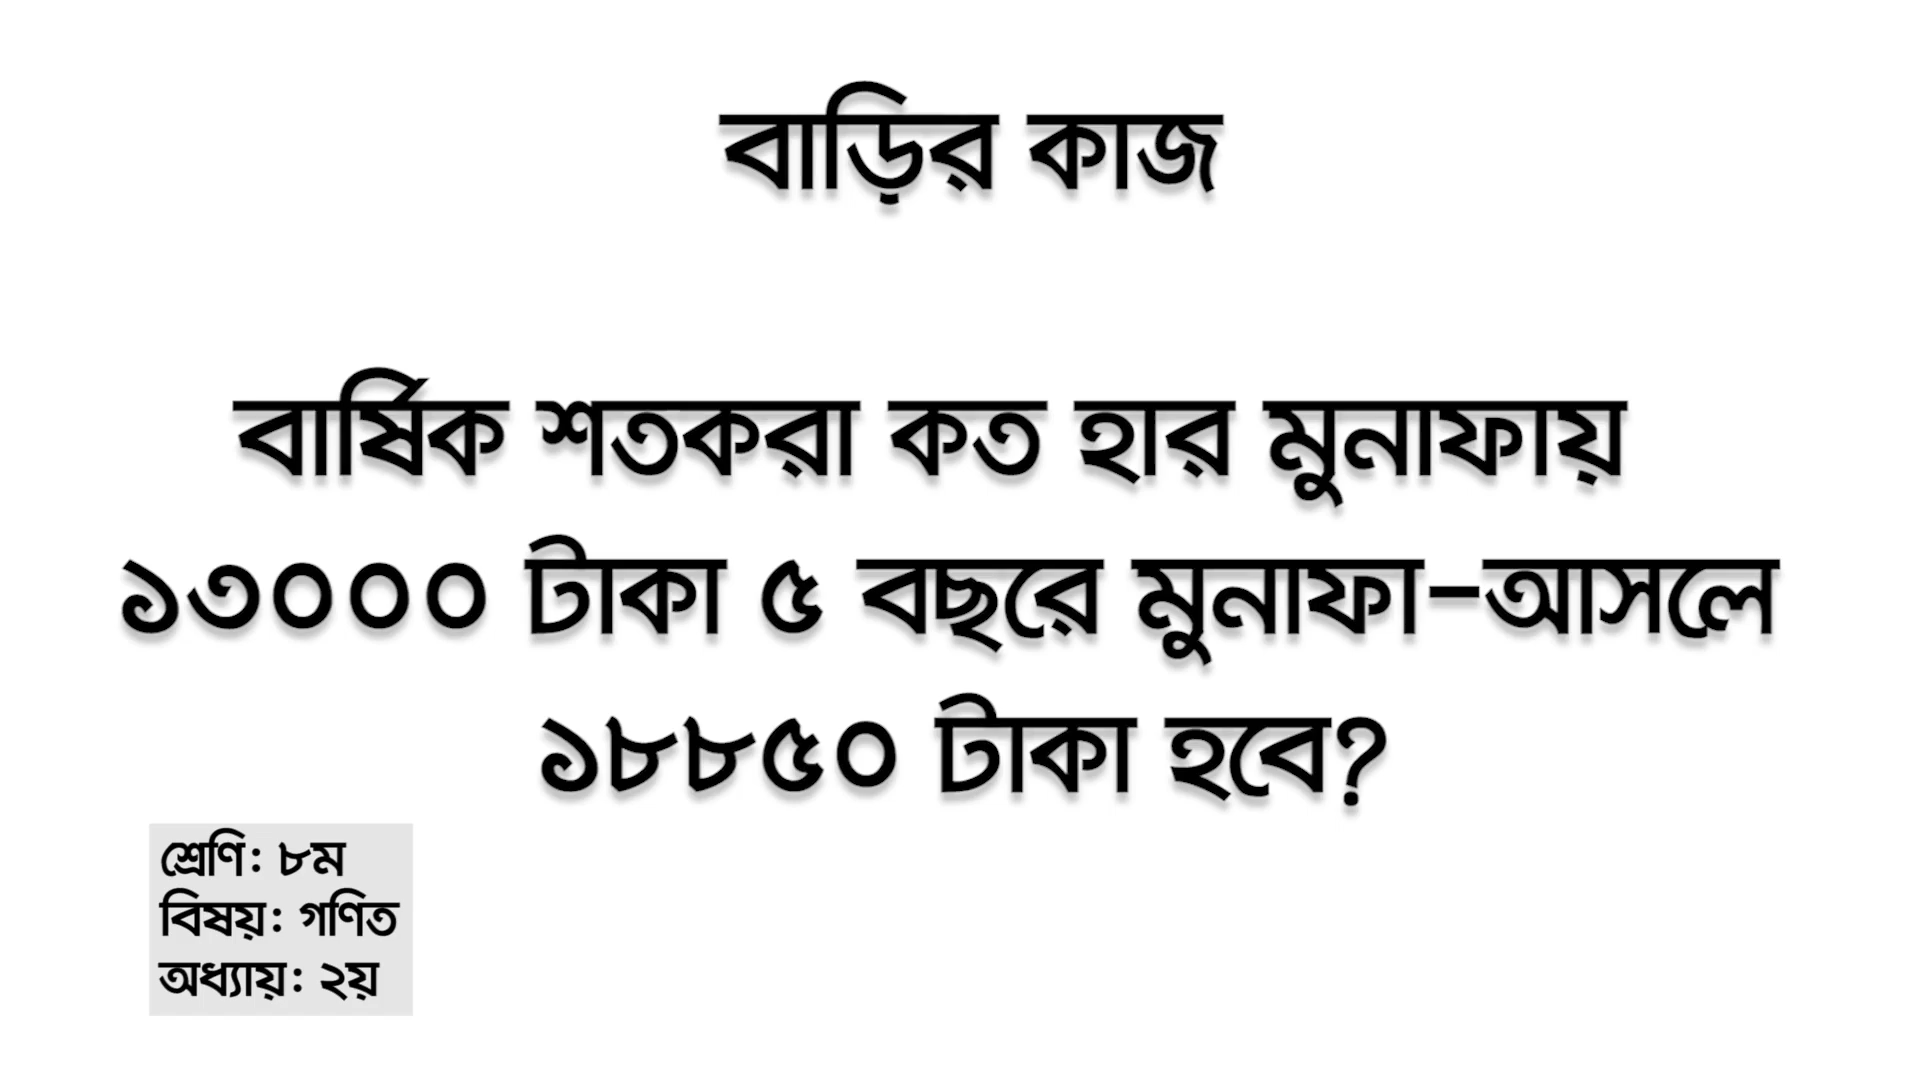 বাড়ির কাজ
বার্ষিক শতকরা কত হার মুনাফায়
১৩০০০ টাকা ৫ বছরে মুনাফা-আসলে
১৮৮৫০ টাকা হবে?
শ্রেণি: ৮ম
বিষয়: গণিত
অধ্যায়: ২য়